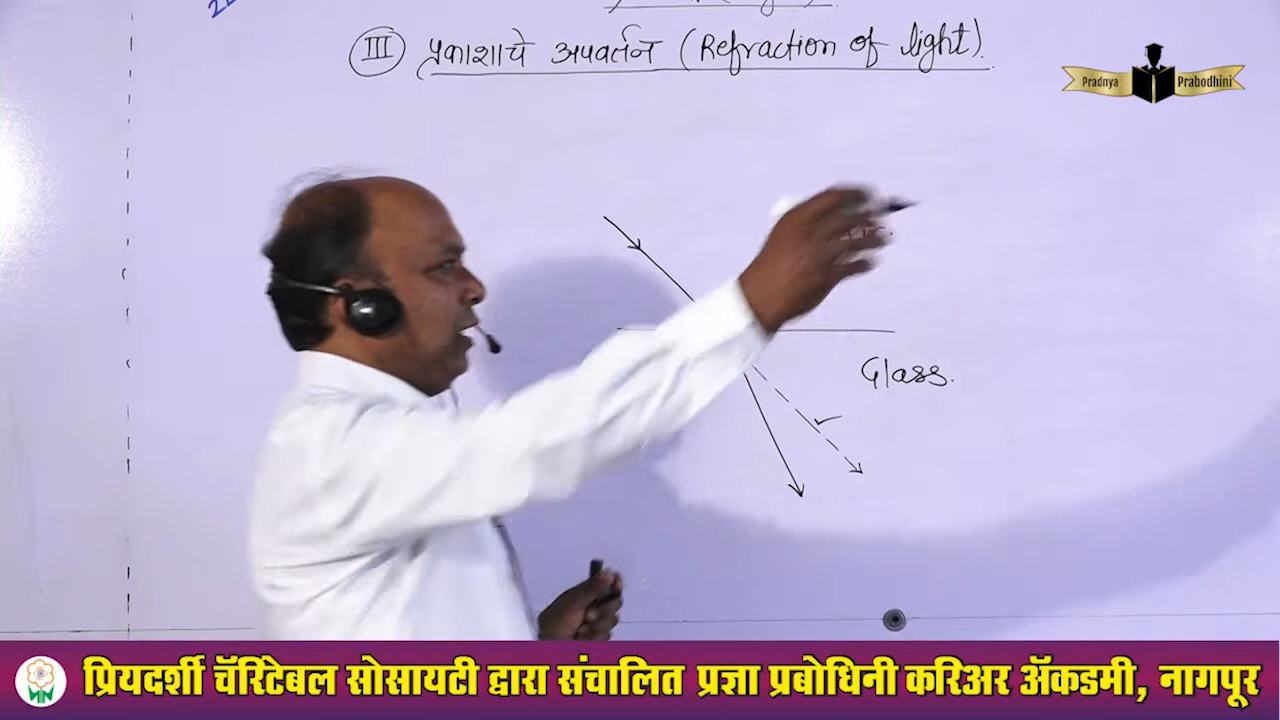 III प्रकाशाचे अपवर्तन (Refraction of light).
Pradnya Prabodhini
Glass.
प्रियदर्शी चॅरिटेबल सोसायटी द्वारा संचालित प्रज्ञा प्रबोधिनी करिअर ॲकडमी, नागपूर